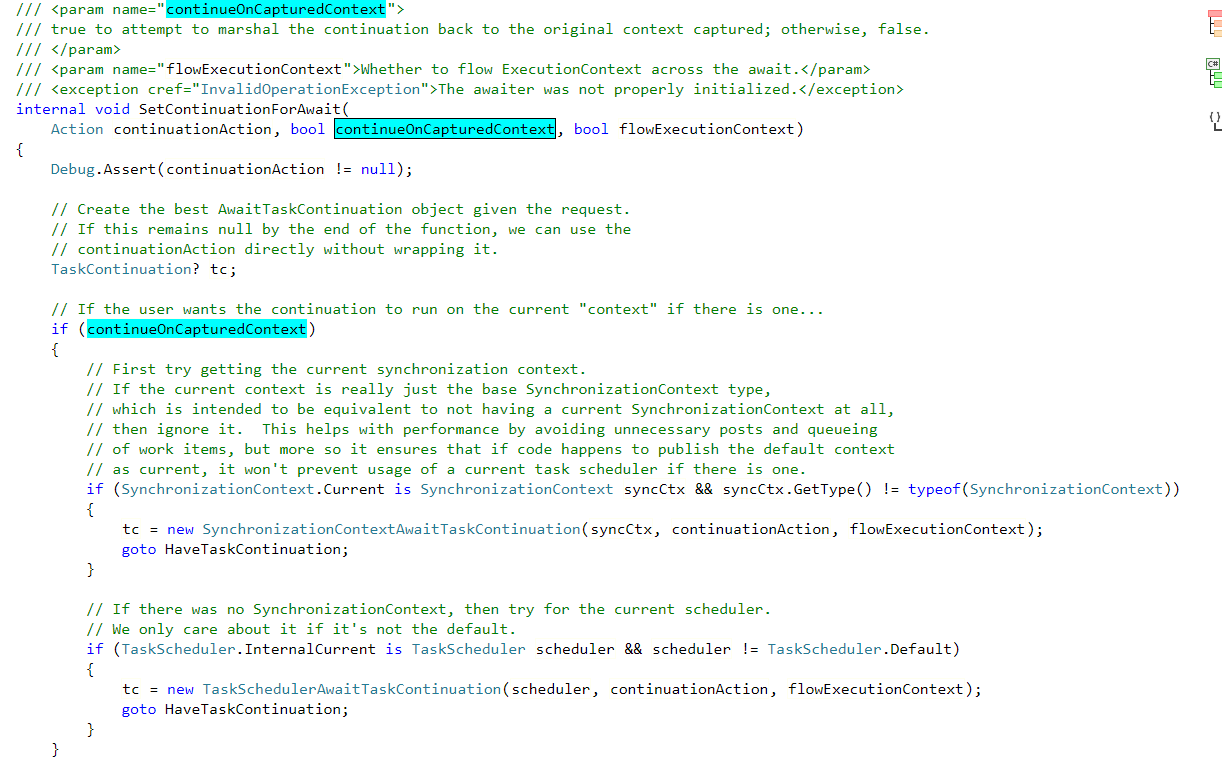 /// <param name="continueOnCapturedContext">
/// true to attempt to marshal the continuation back to the original context captured; otherwise, false.
/// </param>
/// <param name="flowExecutionContext">Whether to flow ExecutionContext across the await.</param>
/// <exception cref="InvalidOperationException">The awaiter was not properly initialized.</exception>
internal void SetContinuationForAwait(
    Action continuationAction, bool continueOnCapturedContext, bool flowExecutionContext)
{
    Debug.Assert(continuationAction != null);

    // Create the best AwaitTaskContinuation object given the request.
    // If this remains null by the end of the function, we can use the
    // continuationAction directly without wrapping it.
    TaskContinuation? tc;

    // If the user wants the continuation to run on the current "context" if there is one...
    if (continueOnCapturedContext)
    {
        // First try getting the current synchronization context.
        // If the current context is really just the base SynchronizationContext type,
        // which is intended to be equivalent to not having a current SynchronizationContext at all,
        // then ignore it.  This helps with performance by avoiding unnecessary posts and queueing
        // of work items, but more so it ensures that if code happens to publish the default context
        // as current, it won't prevent usage of a current task scheduler if there is one.
        if (SynchronizationContext.Current is SynchronizationContext syncCtx && syncCtx.GetType() != typeof(SynchronizationContext))
        {
            tc = new SynchronizationContextAwaitTaskContinuation(syncCtx, continuationAction, flowExecutionContext);
            goto HaveTaskContinuation;
        }

        // If there was no SynchronizationContext, then try for the current scheduler.
        // We only care about it if it's not the default.
        if (TaskScheduler.InternalCurrent is TaskScheduler scheduler && scheduler != TaskScheduler.Default)
        {
            tc = new TaskSchedulerAwaitTaskContinuation(scheduler, continuationAction, flowExecutionContext);
            goto HaveTaskContinuation;
        }
    }
C#
{}